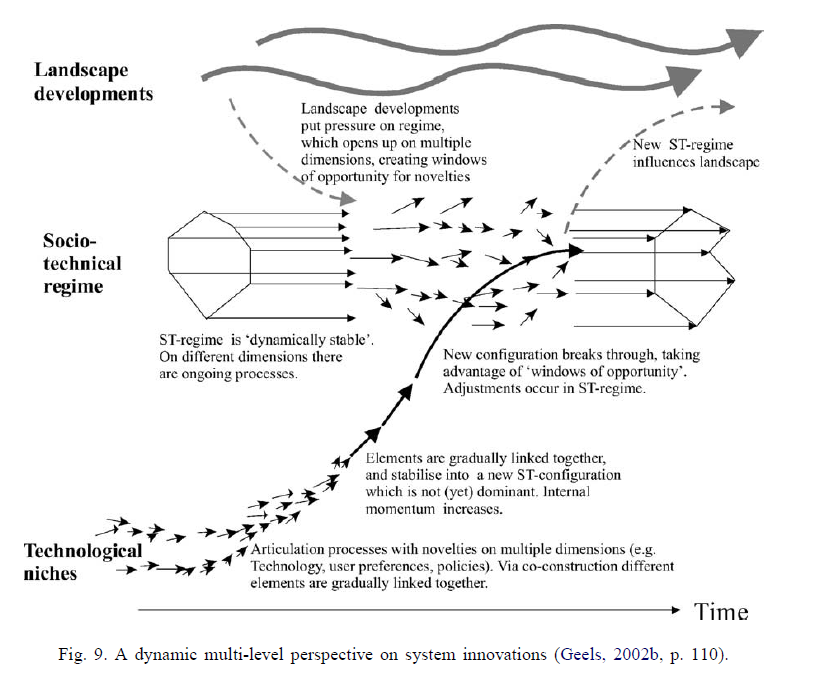 Landscape
developments
Landscape developments
put pressure on regime,
which opens up on multiple
dimensions, creating windows
of opportunity for novelties
New ST-regime
influences landscape
Socio-
technical
regime
ST-regime is ‘dynamically stable’.
On different dimensions there
are ongoing processes.
New configuration breaks through, taking
advantage of ‘windows of opportunity’.
Adjustments occur in ST-regime.
Elements are gradually linked together,
and stabilise into a new ST-configuration
which is not (yet) dominant. Internal
momentum increases.
Technological
niches
Articulation processes with novelties on multiple dimensions (e.g.
Technology, user preferences, policies). Via co-construction different
elements are gradually linked together.
Time
Fig. 9. A dynamic multi-level perspective on system innovations (Geels, 2002b, p. 110).